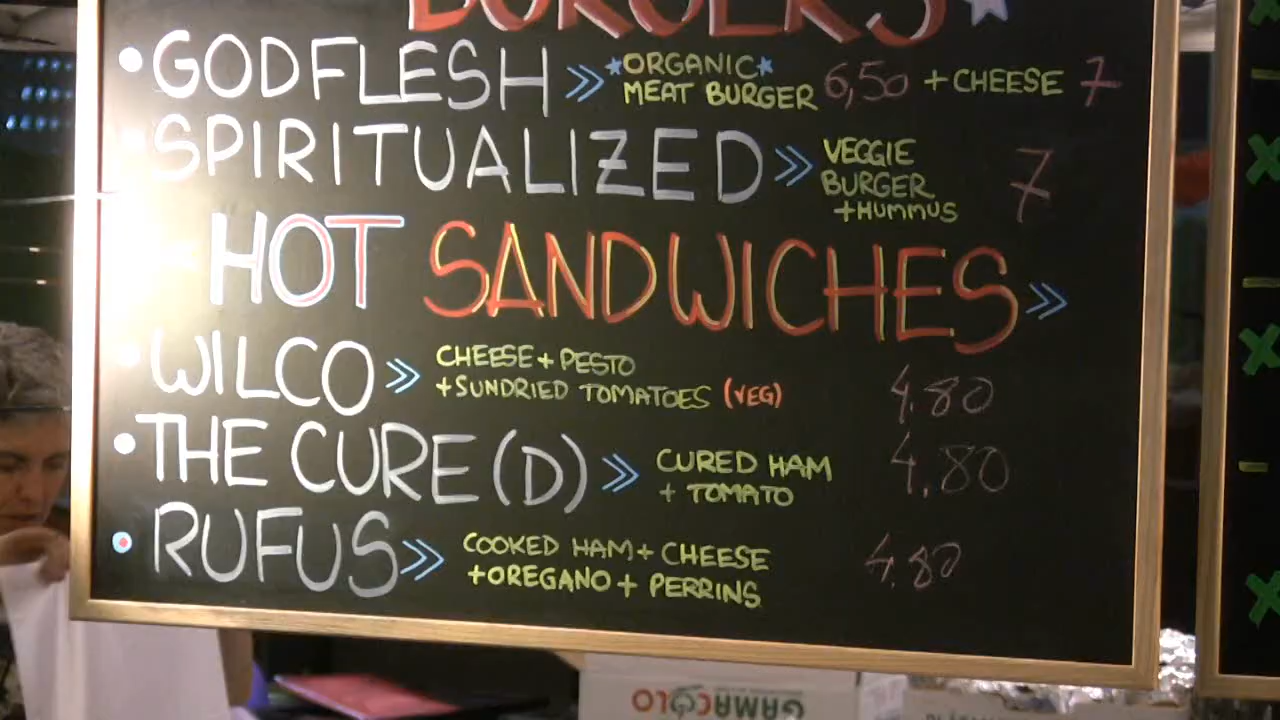 BURGERS
GODFLESH » *ORGANIC* MEAT BURGER 6,50 + CHEESE 7
SPIRITUALIZED » VEGGIE BURGER +HUMMUS 7
HOT SANDWICHES »
WILCO » CHEESE + PESTO +SUNDRIED TOMATOES (VEG) 4.80
THE CURE (D) » CURED HAM + TOMATO 4.80
RUFUS » COOKED HAM + CHEESE +OREGANO + PERRINS 4.80